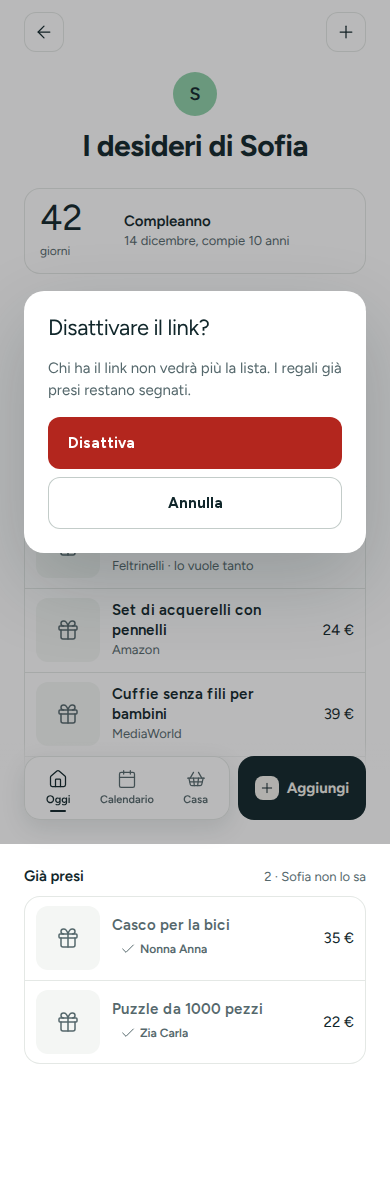 S
I desideri di Sofia
42
giorni
Compleanno
14 dicembre, compie 10 anni
Disattivare il link?
Chi ha il link non vedrà più la lista. I regali già
presi restano segnati.
Disattiva
Annulla
Feltrinelli · lo vuole tanto
Set di acquerelli con
pennelli
Amazon
24 €
Cuffie senza fili per
bambini
MediaWorld
39 €
Oggi
Calendario
Casa
Aggiungi
Già presi
2 · Sofia non lo sa
Casco per la bici
Nonna Anna
35 €
Puzzle da 1000 pezzi
Zia Carla
22 €